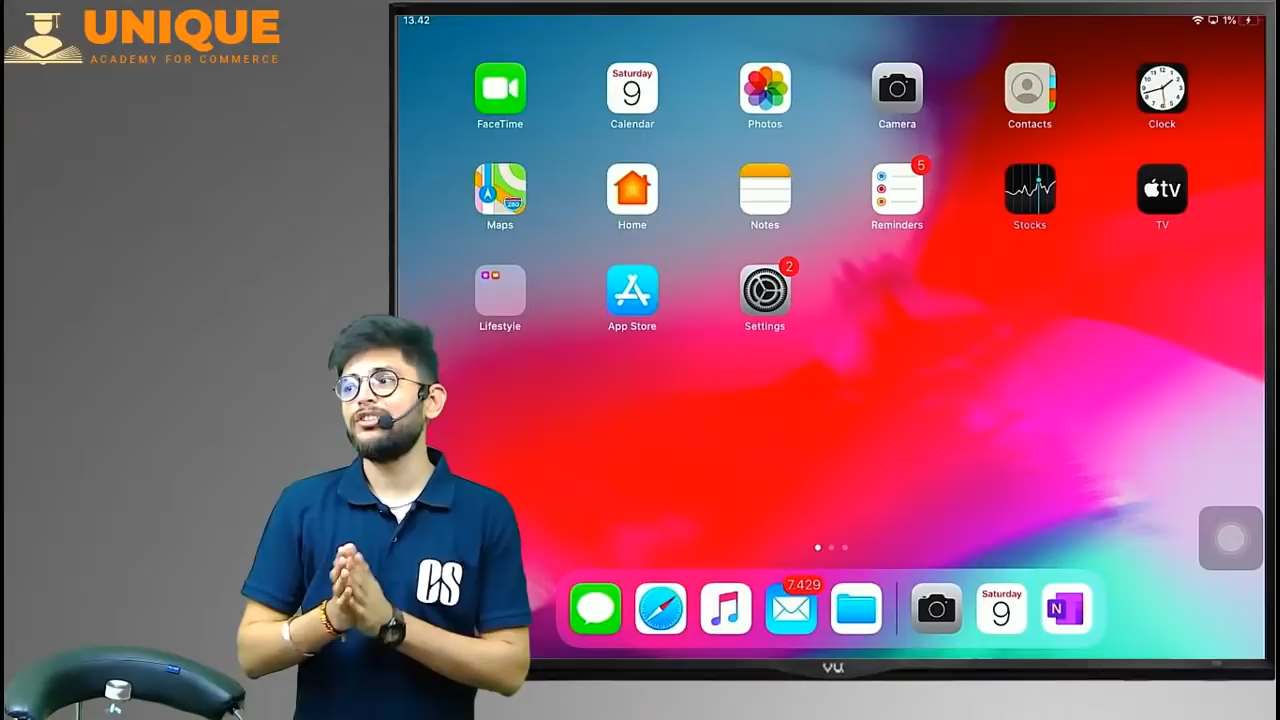 UNIQUE
ACADEMY FOR COMMERCE
13.42
1%
FaceTime
Saturday
9
Calendar
Photos
Camera
Contacts
Clock
Maps
Home
Notes
5
Reminders
Stocks
tv
TV
Lifestyle
App Store
2
Settings
CS
7.429
Saturday
9
N
VU